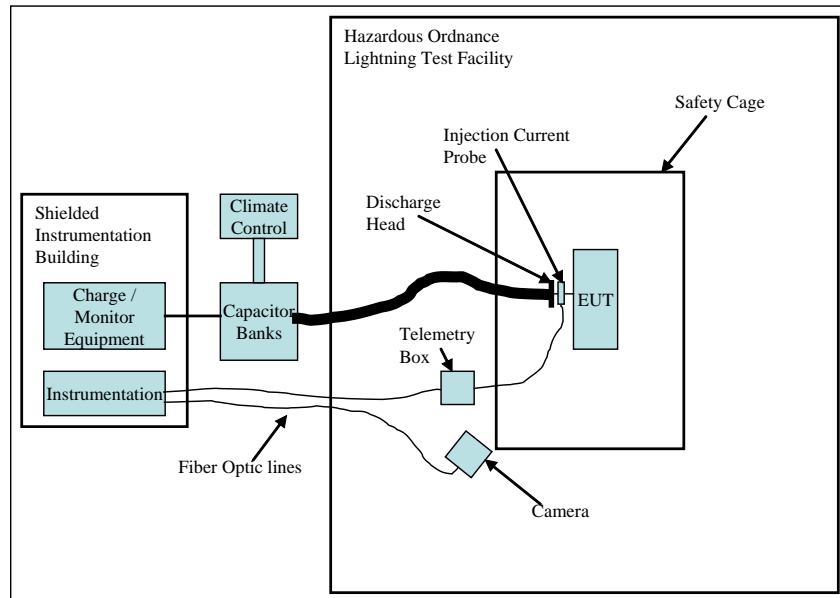 Hazardous Ordnance
Lightning Test Facility
Safety Cage
Injection Current
Probe
Discharge
Head
Shielded
Instrumentation
Building
Climate
Control
Charge /
Monitor
Equipment
Capacitor
Banks
EUT
Telemetry
Box
Instrumentation
Fiber Optic lines
Camera